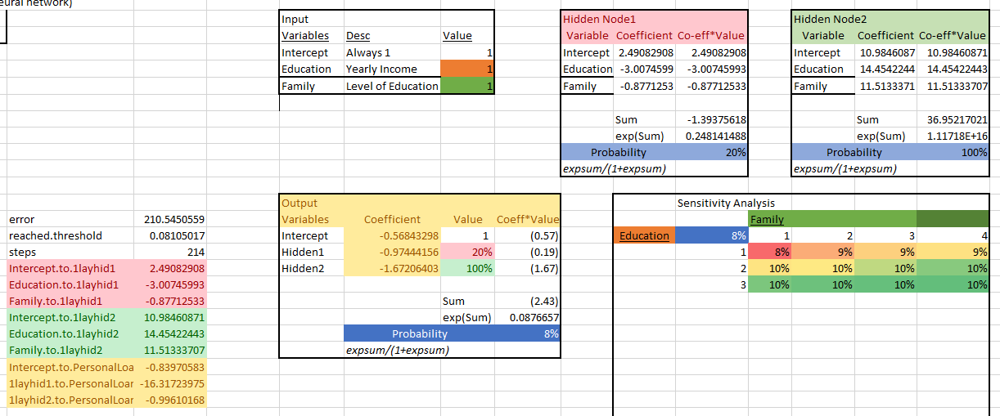 eural network)
Input
Variables Desc Value
Intercept Always 1 1
Education Yearly Income 1
Family Level of Education 1
Hidden Node1
Variable Coefficient Co-eff*Value
Intercept 2.49082908 2.49082908
Education -3.0074599 -3.00745993
Family -0.8771253 -0.87712533
Sum -1.39375618
exp(Sum) 0.248141488
Probability 20%
expsum/(1+expsum)
Hidden Node2
Variable Coefficient Co-eff*Value
Intercept 10.9846087 10.98460871
Education 14.4542244 14.45422443
Family 11.5133371 11.51333707
Sum 36.95217021
exp(Sum) 1.11718E+16
Probability 100%
expsum/(1+expsum)
error 210.5450559
reached.threshold 0.08105017
steps 214
Intercept.to.1layhid1 2.49082908
Education.to.1layhid1 -3.00745993
Family.to.1layhid1 -0.87712533
Intercept.to.1layhid2 10.98460871
Education.to.1layhid2 14.45422443
Family.to.1layhid2 11.51333707
Intercept.to.PersonalLoa -0.83970583
1layhid1.to.PersonalLoar -16.31723975
1layhid2.to.PersonalLoar -0.99610168
Output
Variables Coefficient Value Coeff*Value
Intercept -0.56843298 1 (0.57)
Hidden1 -0.97444156 20% (0.19)
Hidden2 -1.67206403 100% (1.67)
Sum (2.43)
exp(Sum) 0.0876657
Probability 8%
expsum/(1+expsum)
Sensitivity Analysis
Family
Education 8% 1 2 3 4
1 8% 9% 9% 9%
2 10% 10% 10% 10%
3 10% 10% 10% 10%